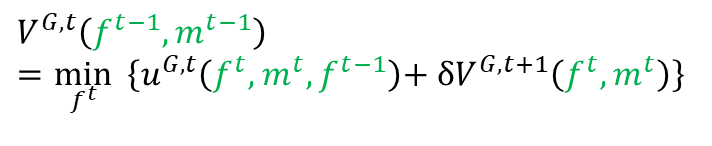 V^{G,t}(f^{t-1}, m^{t-1})
= min_{f^t} {u^{G,t}(f^t, m^t, f^{t-1})+ δV^{G,t+1}(f^t, m^t)}